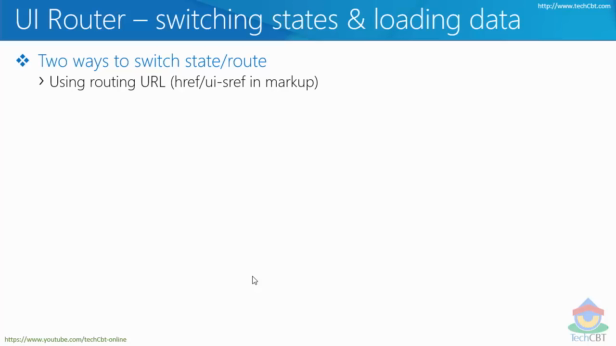 UI Router – switching states & loading data
http://www.techCbt.com
❖ Two ways to switch state/route
› Using routing URL (href/ui-sref in markup)
TechCBT
https://www.youtube.com/techCbt-online